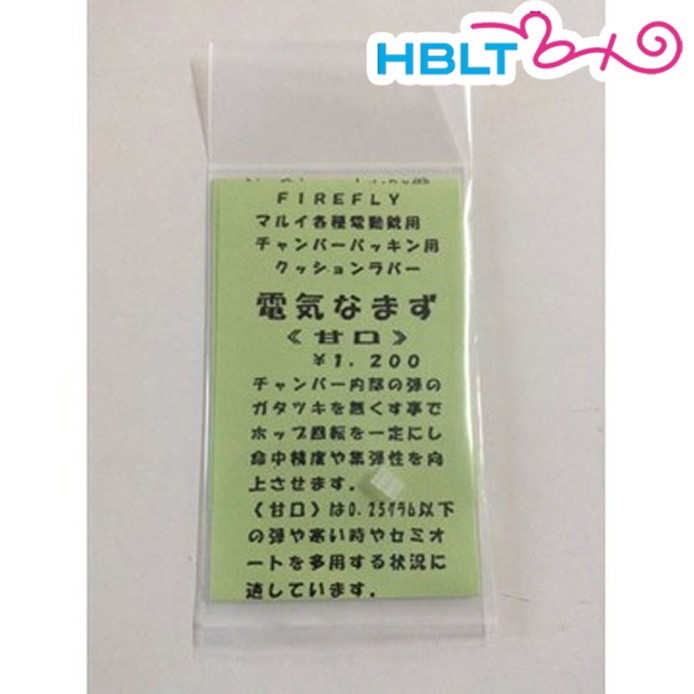 HBLT
FIREFLY
マルイ各種電動銃用
チャンバーパッキン用
クッションラバー
電気なまず
《甘口》
¥1.200
チャンバー内部の弾の
ガタツキを無くす事で
ホップ回転を一定にし
命中精度や集弾性を向
上させます.
《甘口》は0.25グラム以下
の弾や寒い時やセミオ
ートを多用する状況に
適しています.